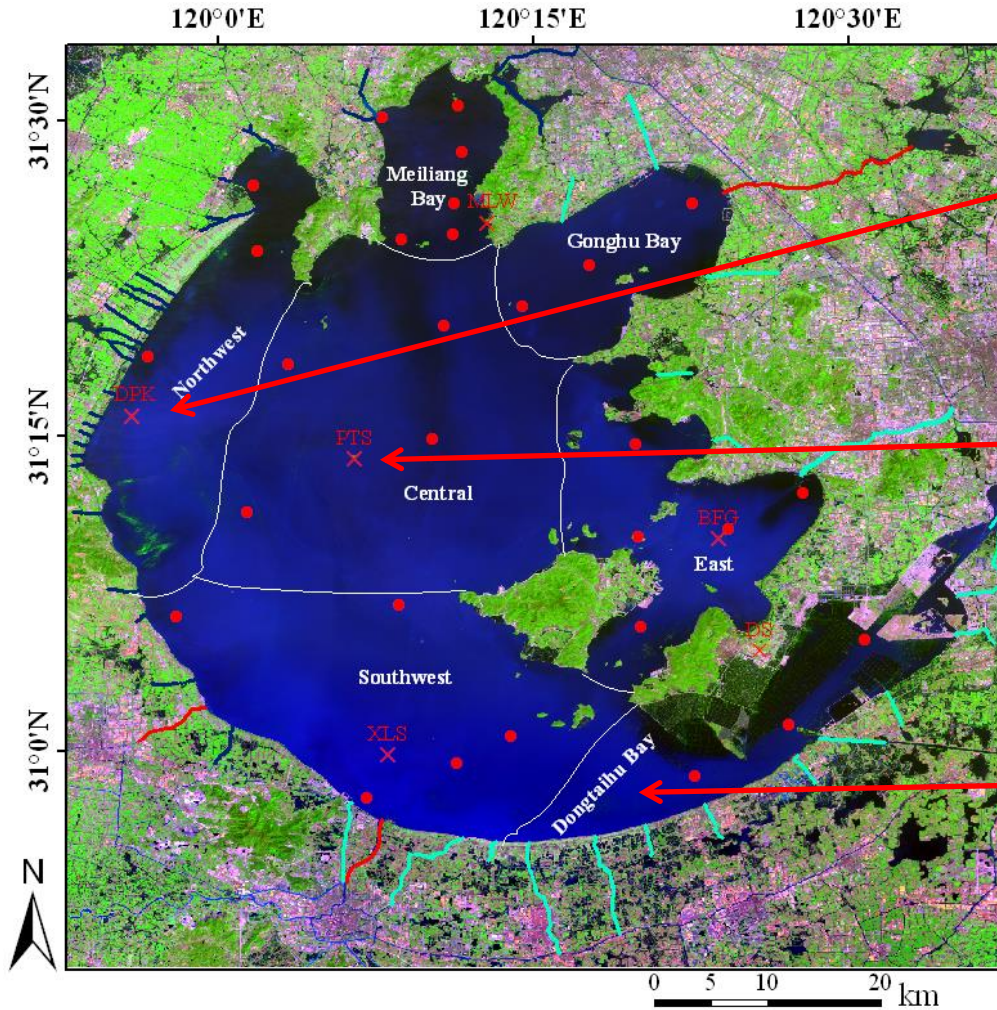 120°0'E
120°15'E
120°30'E
31°30'N
Meiliang
Bay
MLW
Gonghu Bay
Northwest
DPK
31°15'N
PTS
Central
BFG
East
DS
Southwest
XLS
31°0'N
Dongtaihu Bay
N
0 5 10 20 km